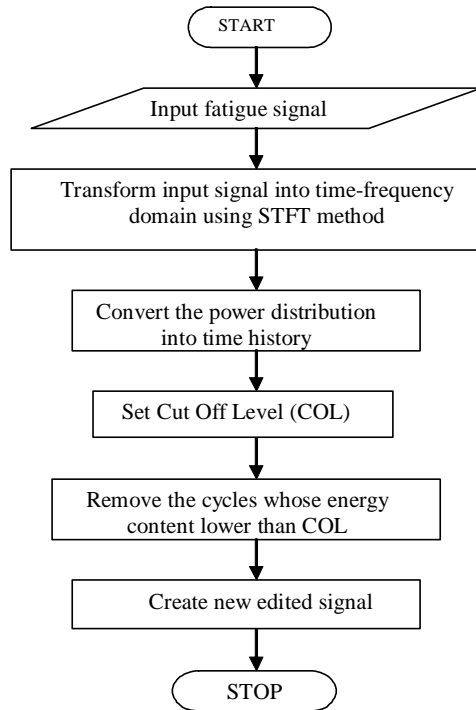 START
Input fatigue signal
Transform input signal into time-frequency
domain using STFT method
Convert the power distribution
into time history
Set Cut Off Level (COL)
Remove the cycles whose energy
content lower than COL
Create new edited signal
STOP